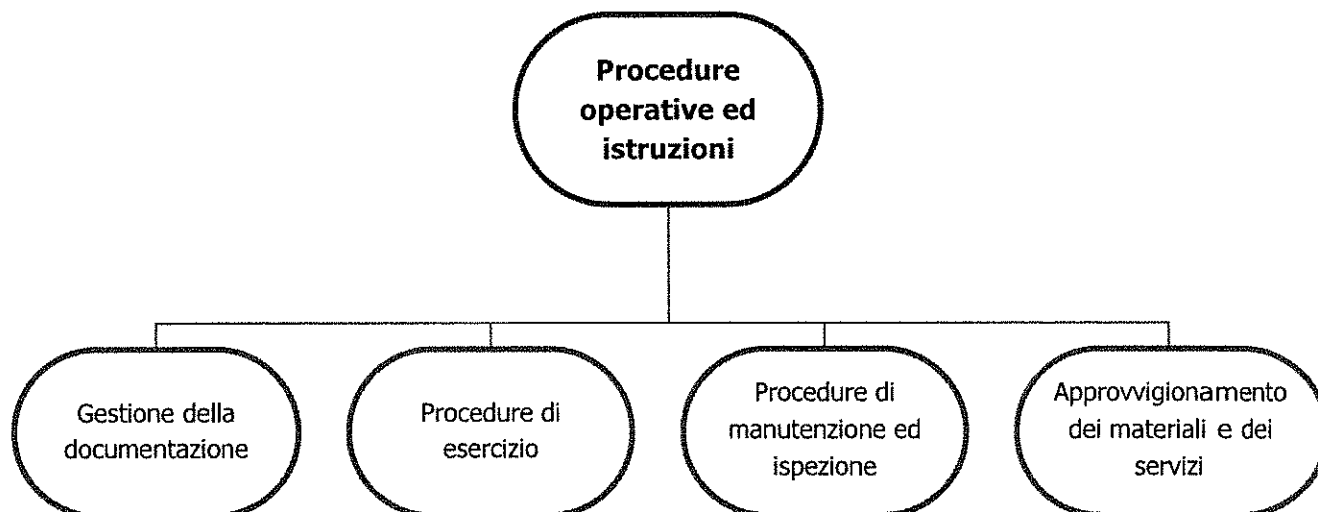 Procedure
operative ed
istruzioni
Gestione della
documentazione
Procedure di
esercizio
Procedure di
manutenzione ed
ispezione
Approvvigionamento
dei materiali e dei
servizi